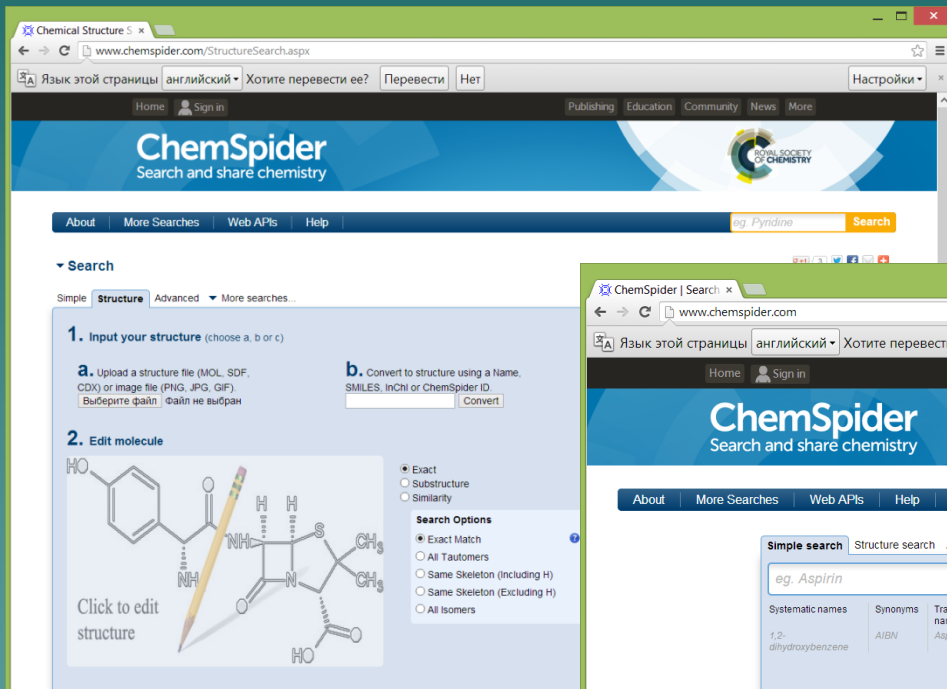 Chemical Structure S
www.chemspider.com/StructureSearch.aspx
Язык этой страницы английский Хотите перевести ее? Перевести Нет Настройки
Home Sign in Publishing Education Community News More
ChemSpider
Search and share chemistry
ROYAL SOCIETY
OF CHEMISTRY
About More Searches Web APIs Help eg. Pyridine Search
Search
Simple Structure Advanced More searches...
1. Input your structure (choose a, b or c)
a. Upload a structure file (MOL, SDF,
CDX) or image file (PNG, JPG, GIF).
Выберите файл Файл не выбран
b. Convert to structure using a Name,
SMILES, InChI or ChemSpider ID.
Convert
2. Edit molecule
HO
O
H H
NH
S
CH3
NH
N
CH3
O
O
HO
Click to edit
structure
Exact
Substructure
Similarity
Search Options
Exact Match
All Tautomers
Same Skeleton (Including H)
Same Skeleton (Excluding H)
All Isomers
ChemSpider | Search
www.chemspider.com
Язык этой страницы английский Хотите перевест
Home Sign in
ChemSpider
Search and share chemistry
About More Searches Web APIs Help
Simple search Structure search
eg. Aspirin
Systematic names Synonyms Tra
na
1,2-
dihydroxybenzene
AIBN As